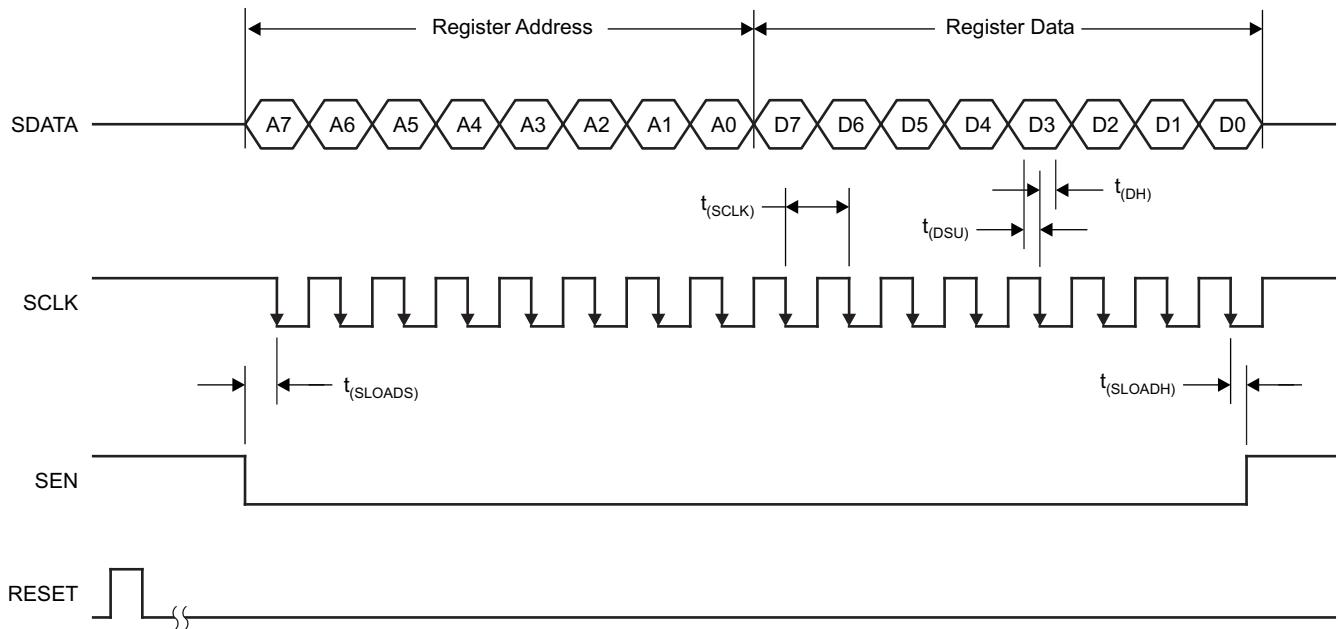 Register Address Register Data
SDATA A7 A6 A5 A4 A3 A2 A1 A0 D7 D6 D5 D4 D3 D2 D1 D0
t(SCLK) t(DH)
t(DSU)
SCLK
t(SLOADS) t(SLOADH)
SEN
RESET